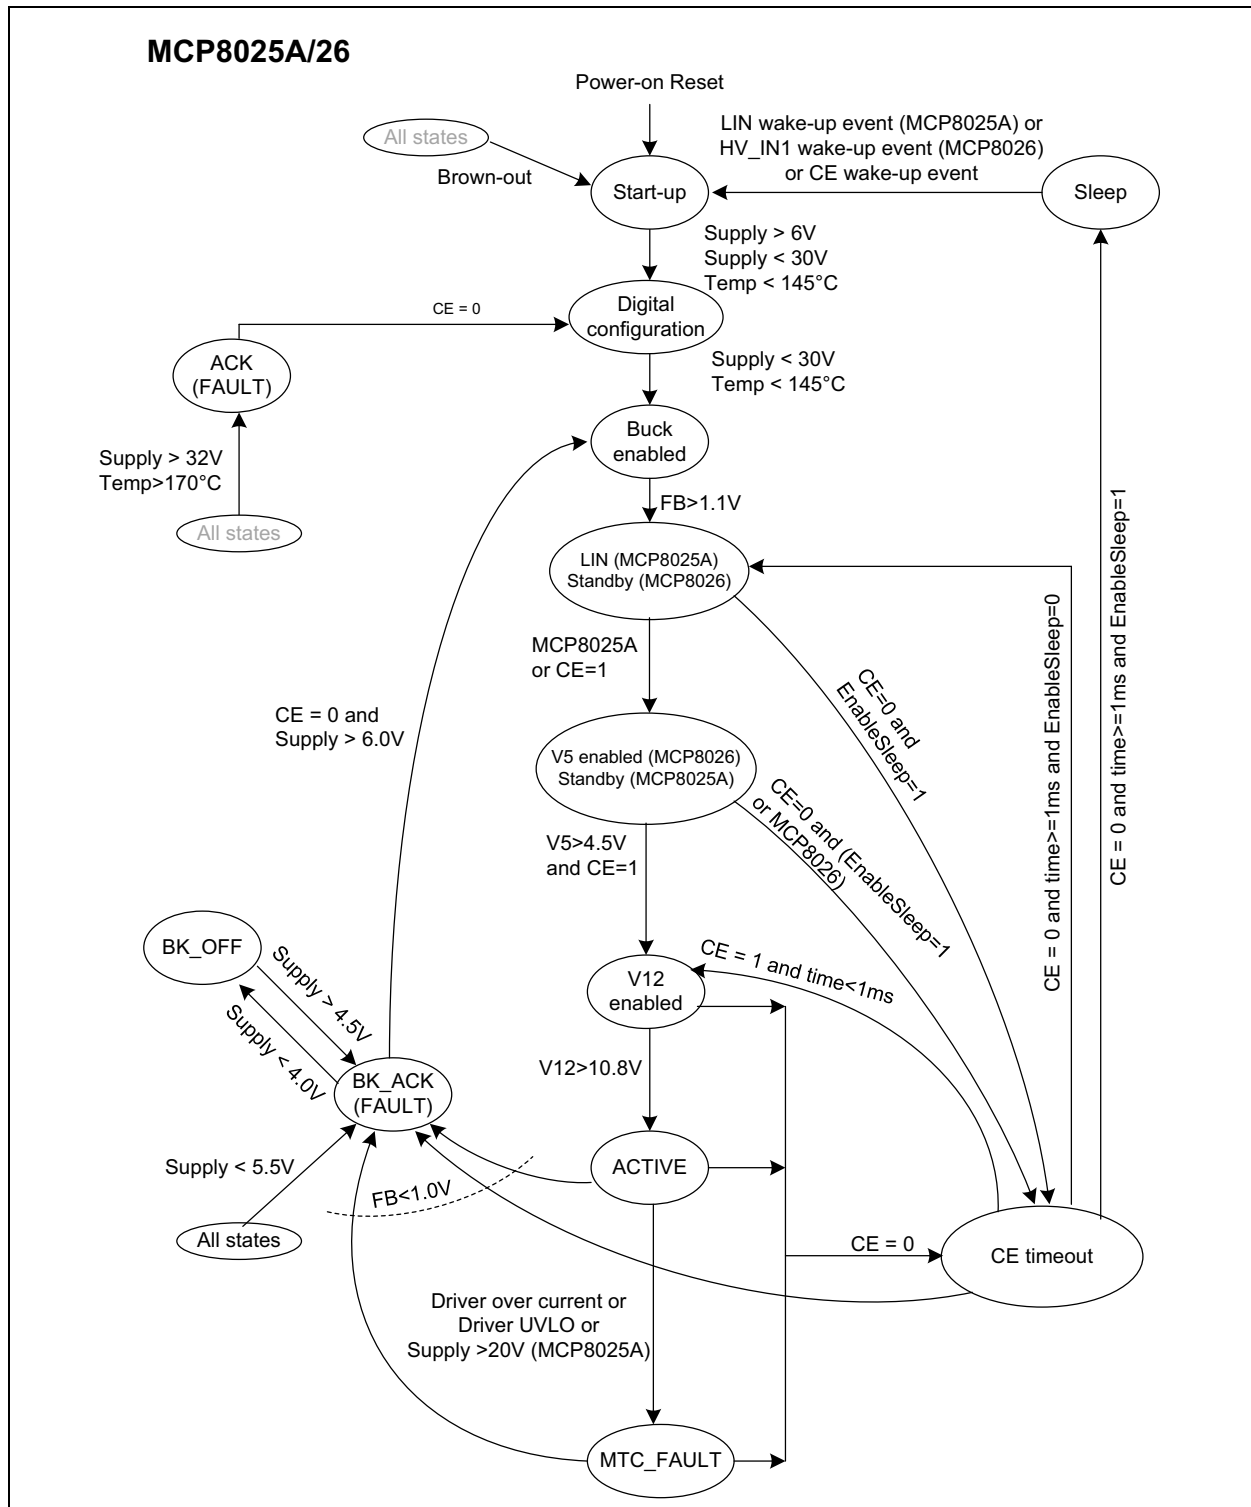 MCP8025A/26
Power-on Reset
All states
Brown-out
Start-up
LIN wake-up event (MCP8025A) or
HV_IN1 wake-up event (MCP8026)
or CE wake-up event
Sleep
Supply > 6V
Supply < 30V
Temp < 145°C
Digital
configuration
CE = 0
ACK
(FAULT)
Supply < 30V
Temp < 145°C
Supply > 32V
Temp>170°C
All states
Buck
enabled
FB>1.1V
LIN (MCP8025A)
Standby (MCP8026)
MCP8025A
or CE=1
CE=0 and
EnableSleep=1
CE = 0 and time>=1ms and EnableSleep=0
CE = 0 and time>=1ms and EnableSleep=1
CE = 0 and
Supply > 6.0V
V5 enabled (MCP8026)
Standby (MCP8025A)
CE=0 and (EnableSleep=1
or MCP8026)
V5>4.5V
and CE=1
BK_OFF
Supply > 4.5V
Supply < 4.0V
V12
enabled
CE = 1 and time<1ms
V12>10.8V
BK_ACK
(FAULT)
Supply < 5.5V
All states
FB<1.0V
ACTIVE
CE = 0
CE timeout
Driver over current or
Driver UVLO or
Supply >20V (MCP8025A)
MTC_FAULT